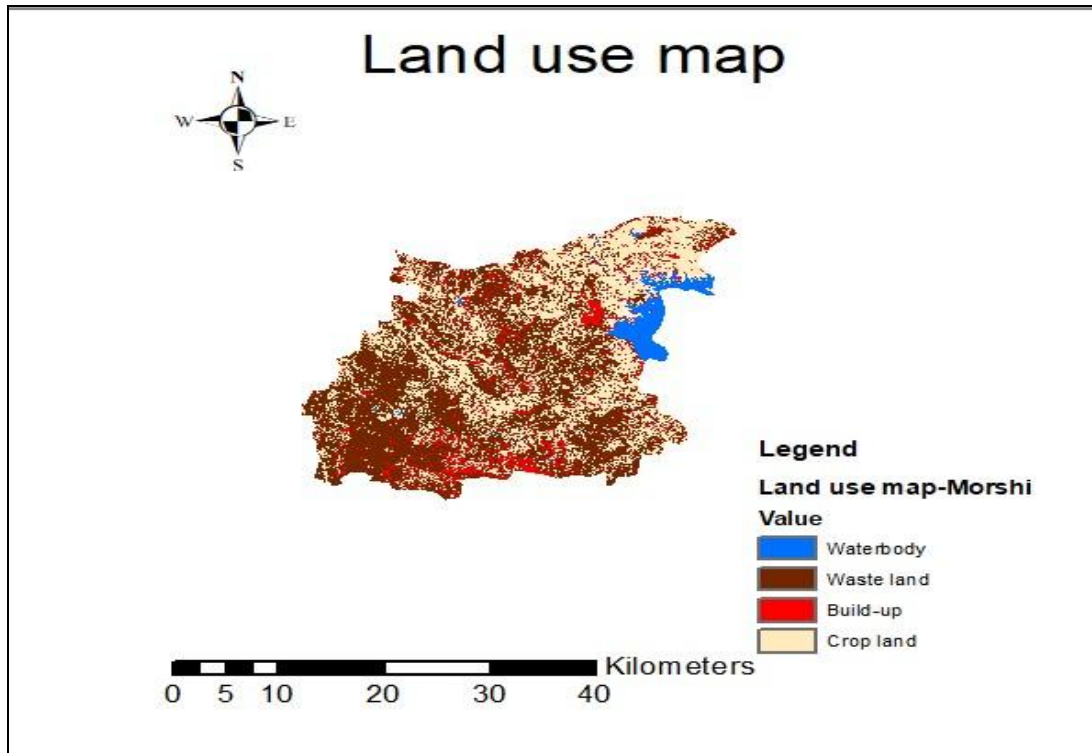 Land use map
N
W E
S
Legend
Land use map-Morshi
Value
Waterbody
Waste land
Build-up
Crop land
Kilometers
0 5 10 20 30 40